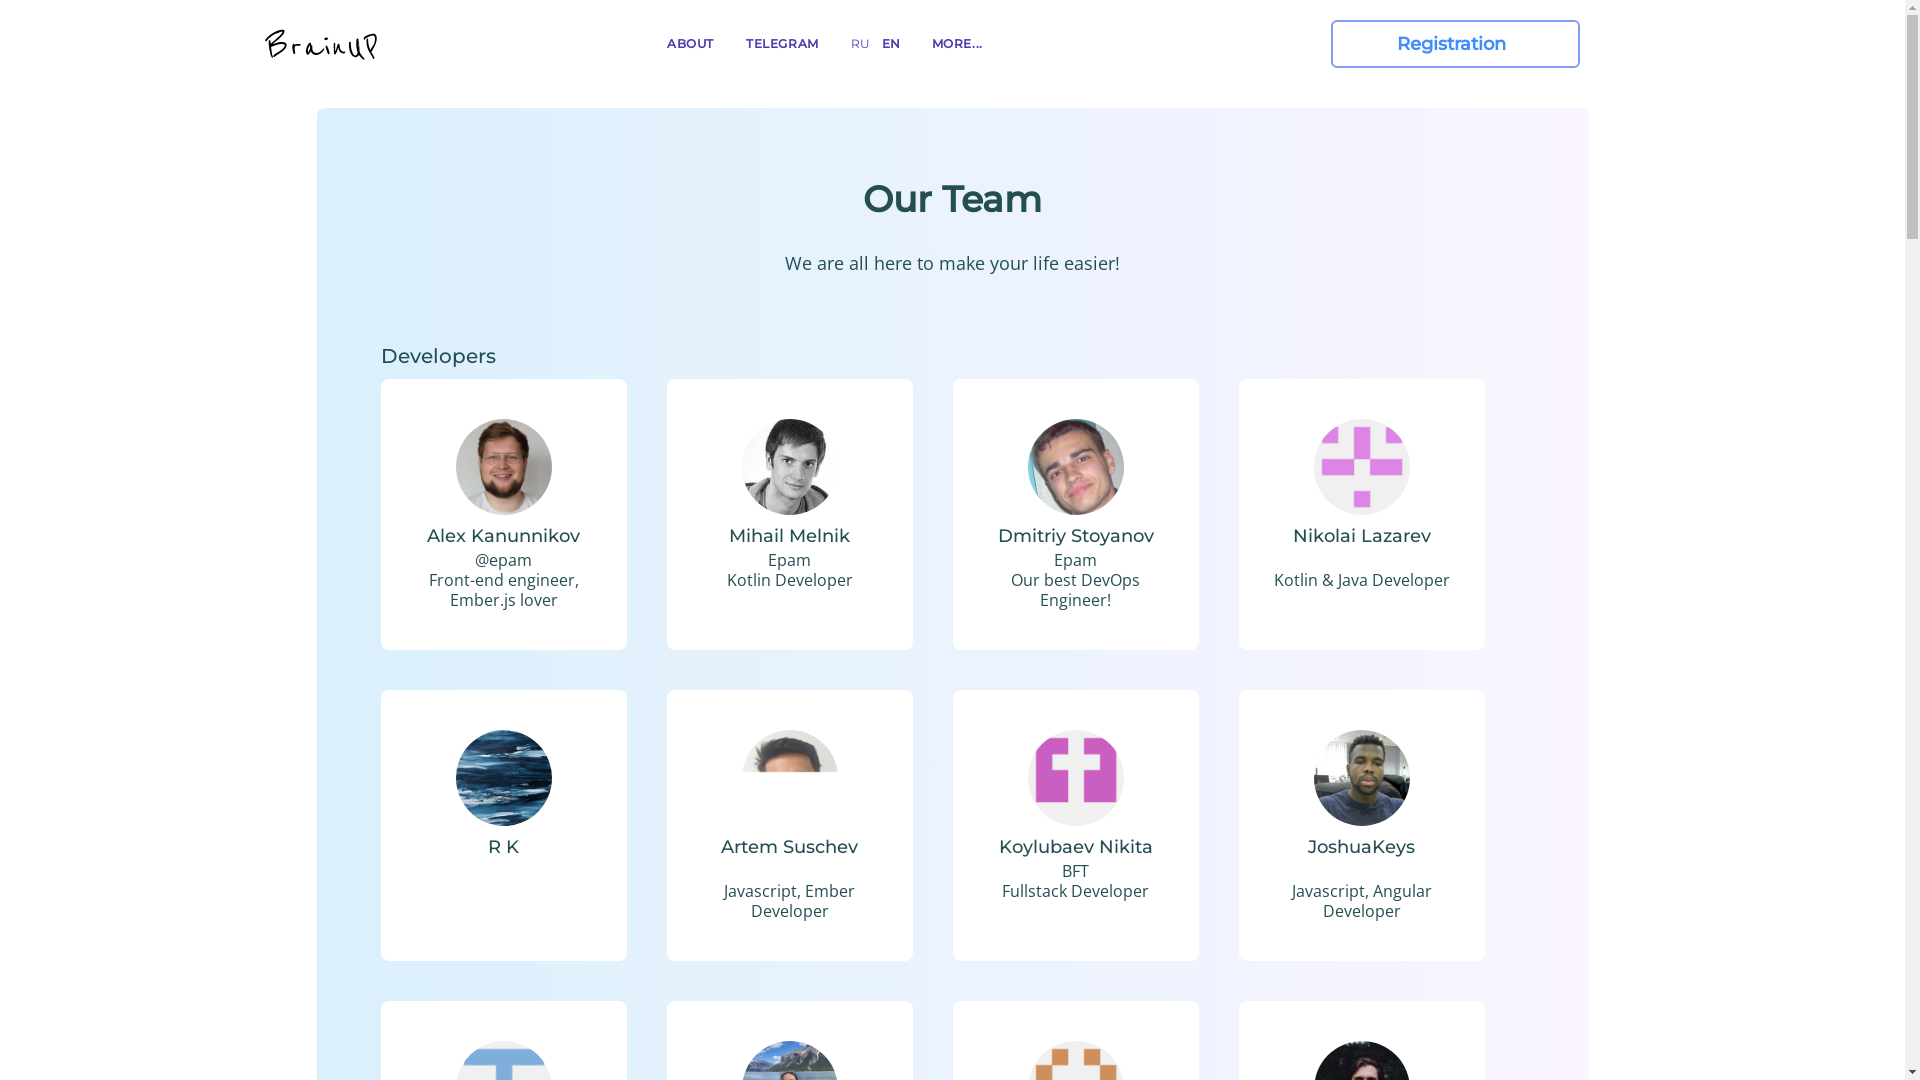 BrainUP
ABOUT
TELEGRAM
RU
EN
MORE...
Registration
Our Team
We are all here to make your life easier!
Developers
Alex Kanunnikov
@epam
Front-end engineer,
Ember.js lover
Mihail Melnik
Epam
Kotlin Developer
Dmitriy Stoyanov
Epam
Our best DevOps
Engineer!
Nikolai Lazarev
Kotlin & Java Developer
R K
Artem Suschev
Javascript, Ember
Developer
Koylubaev Nikita
BFT
Fullstack Developer
JoshuaKeys
Javascript, Angular
Developer